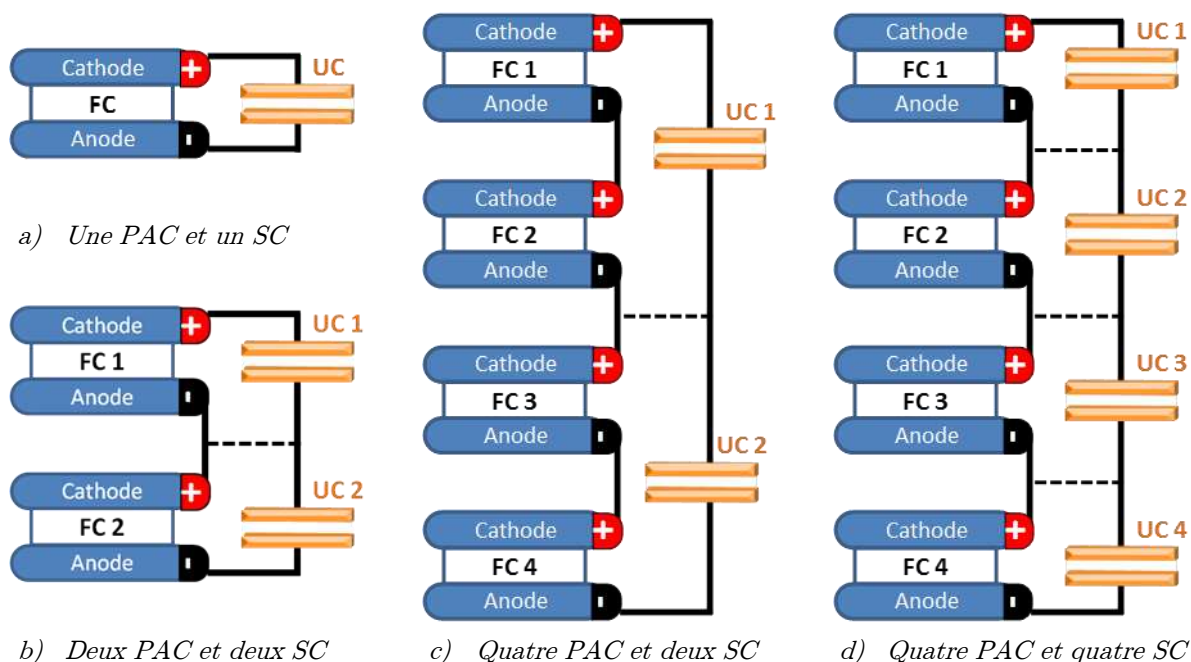 Cathode
+
UC
FC
Anode
-
a) Une PAC et un SC
Cathode
+
UC 1
FC 1
Anode
-
Cathode
+
UC 2
FC 2
Anode
-
b) Deux PAC et deux SC
Cathode
+
FC 1
Anode
-
UC 1
Cathode
+
FC 2
Anode
-
Cathode
+
FC 3
Anode
-
UC 2
Cathode
+
FC 4
Anode
-
c) Quatre PAC et deux SC
Cathode
+
UC 1
FC 1
Anode
-
Cathode
+
UC 2
FC 2
Anode
-
Cathode
+
UC 3
FC 3
Anode
-
Cathode
+
UC 4
FC 4
Anode
-
d) Quatre PAC et quatre SC